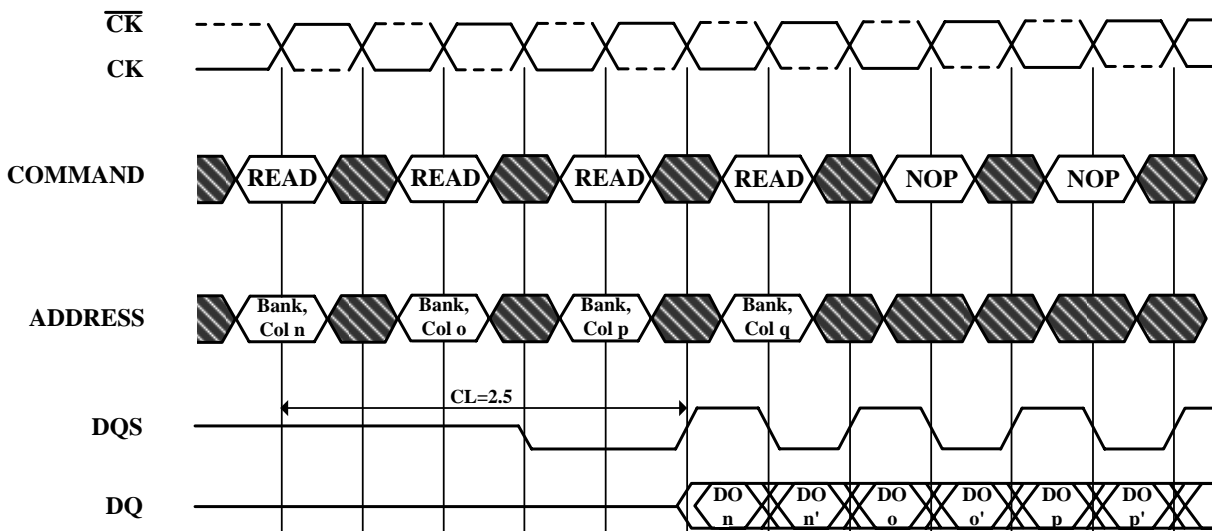 CK
CK
COMMAND
READ
READ
READ
READ
NOP
NOP
ADDRESS
Bank,
Col n
Bank,
Col o
Bank,
Col p
Bank,
Col q
CL=2.5
DQS
DQ
DO
n
DO
n'
DO
o
DO
o'
DO
p
DO
p'